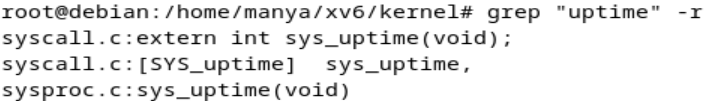 root@debian:/home/manya/xv6/kernel# grep "uptime" -r
syscall.c:extern int sys_uptime(void);
syscall.c:[SYS_uptime]  sys_uptime,
sysproc.c:sys_uptime(void)